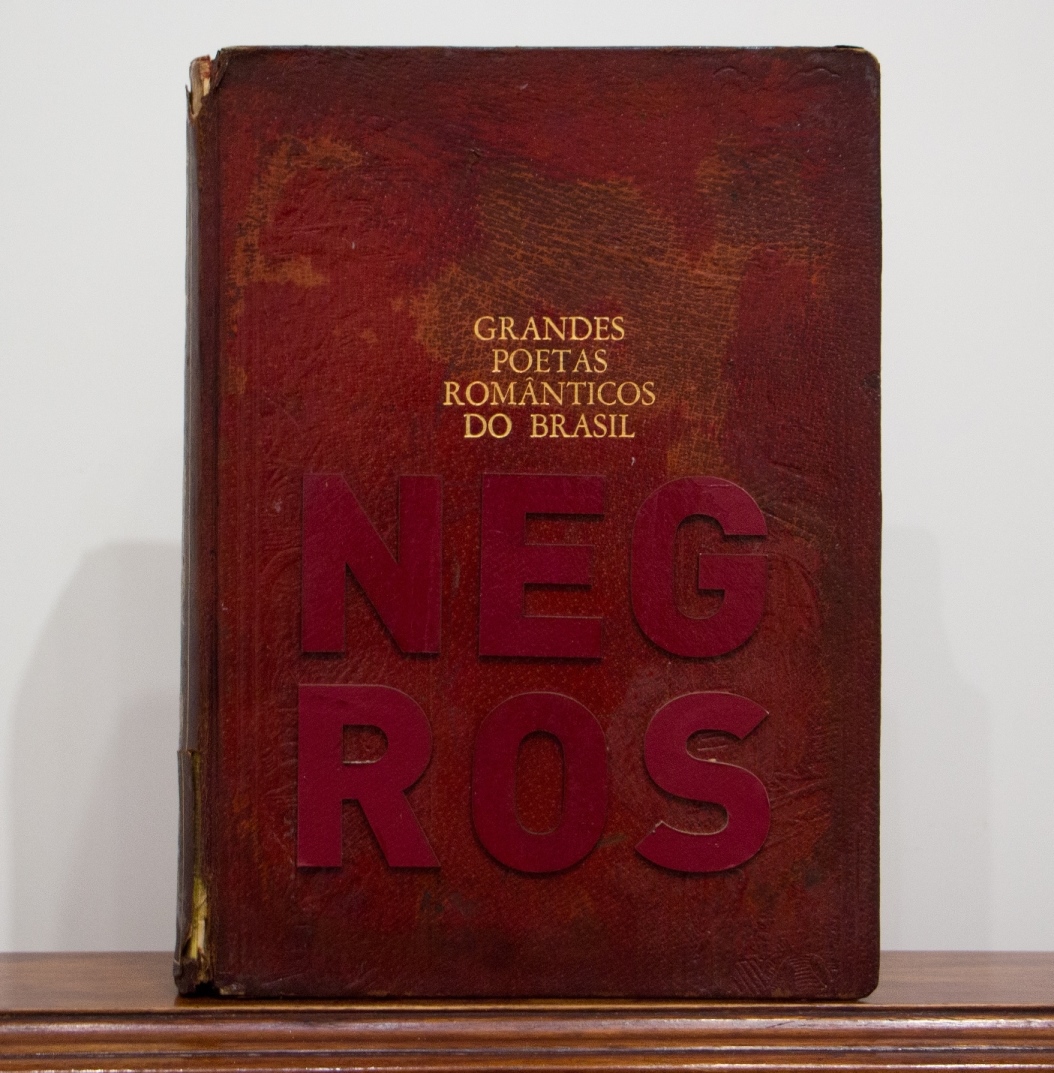 GRANDES
POETAS
ROMÂNTICOS
DO BRASIL
NEG
ROS